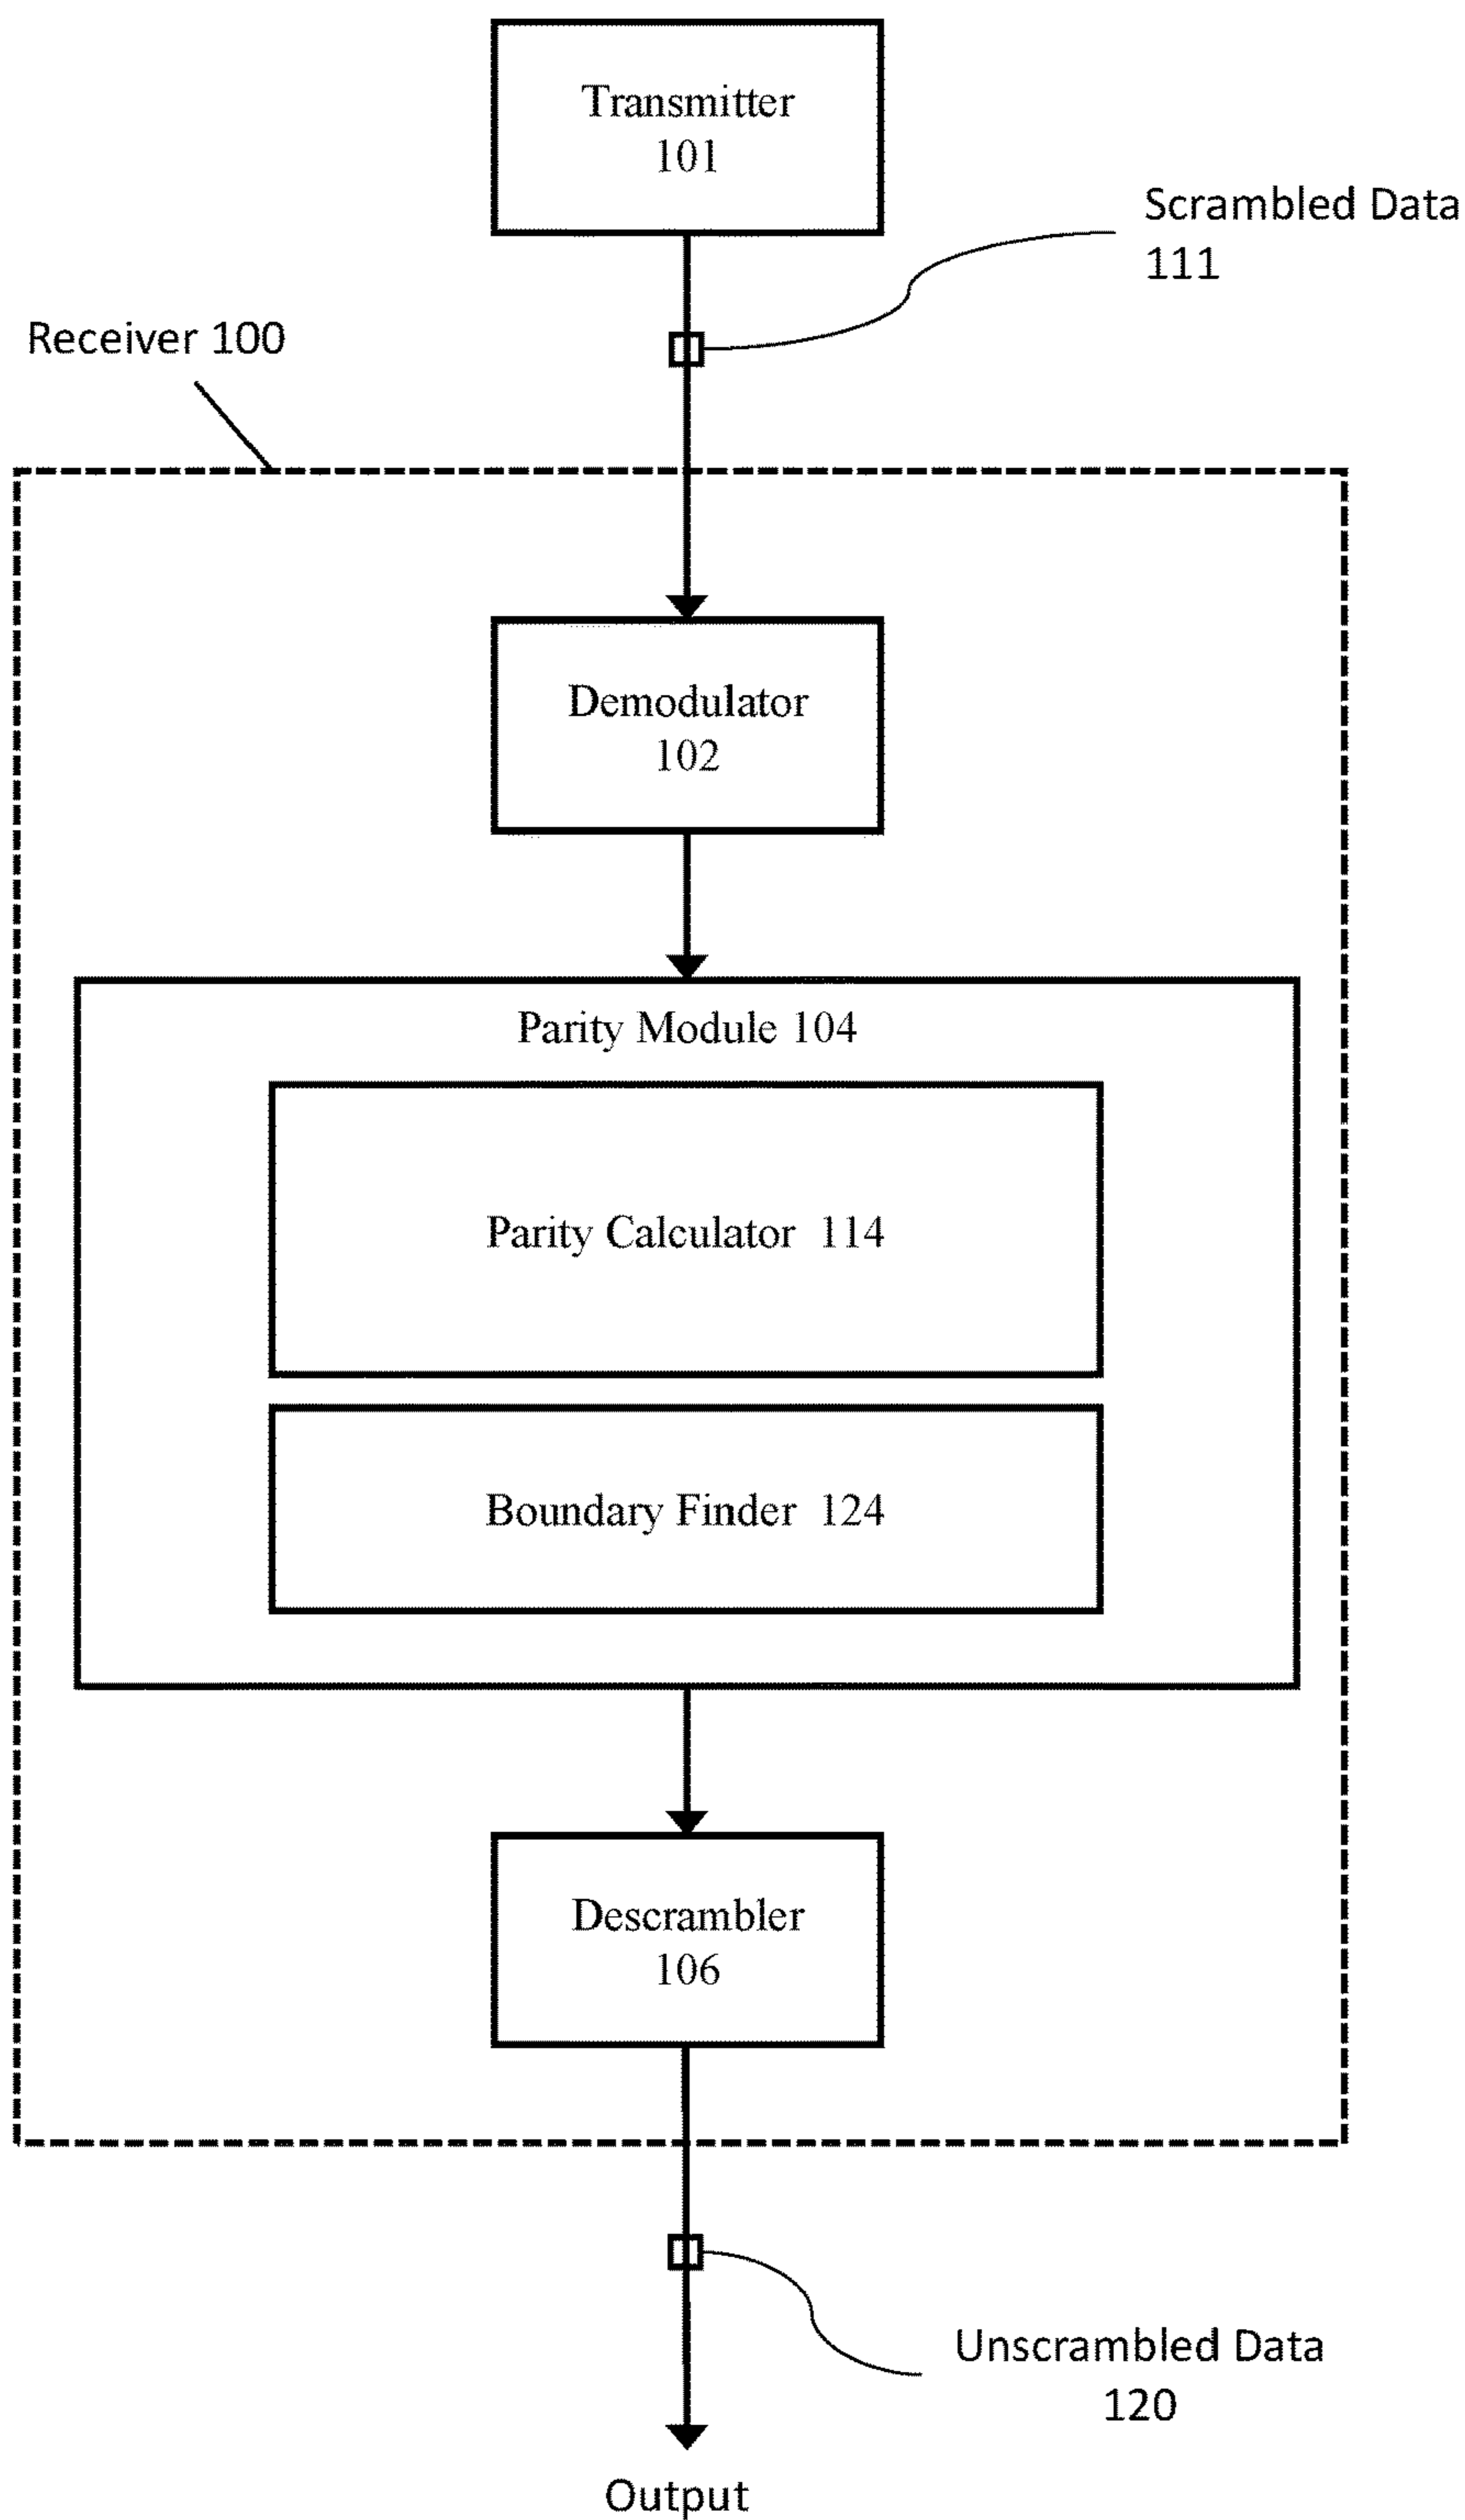 Transmitter
101
Scrambled Data
111
Receiver 100
Demodulator
102
Parity Module 104
Parity Calculator 114
Boundary Finder 124
Descrambler
106
Unscrambled Data
120
Output